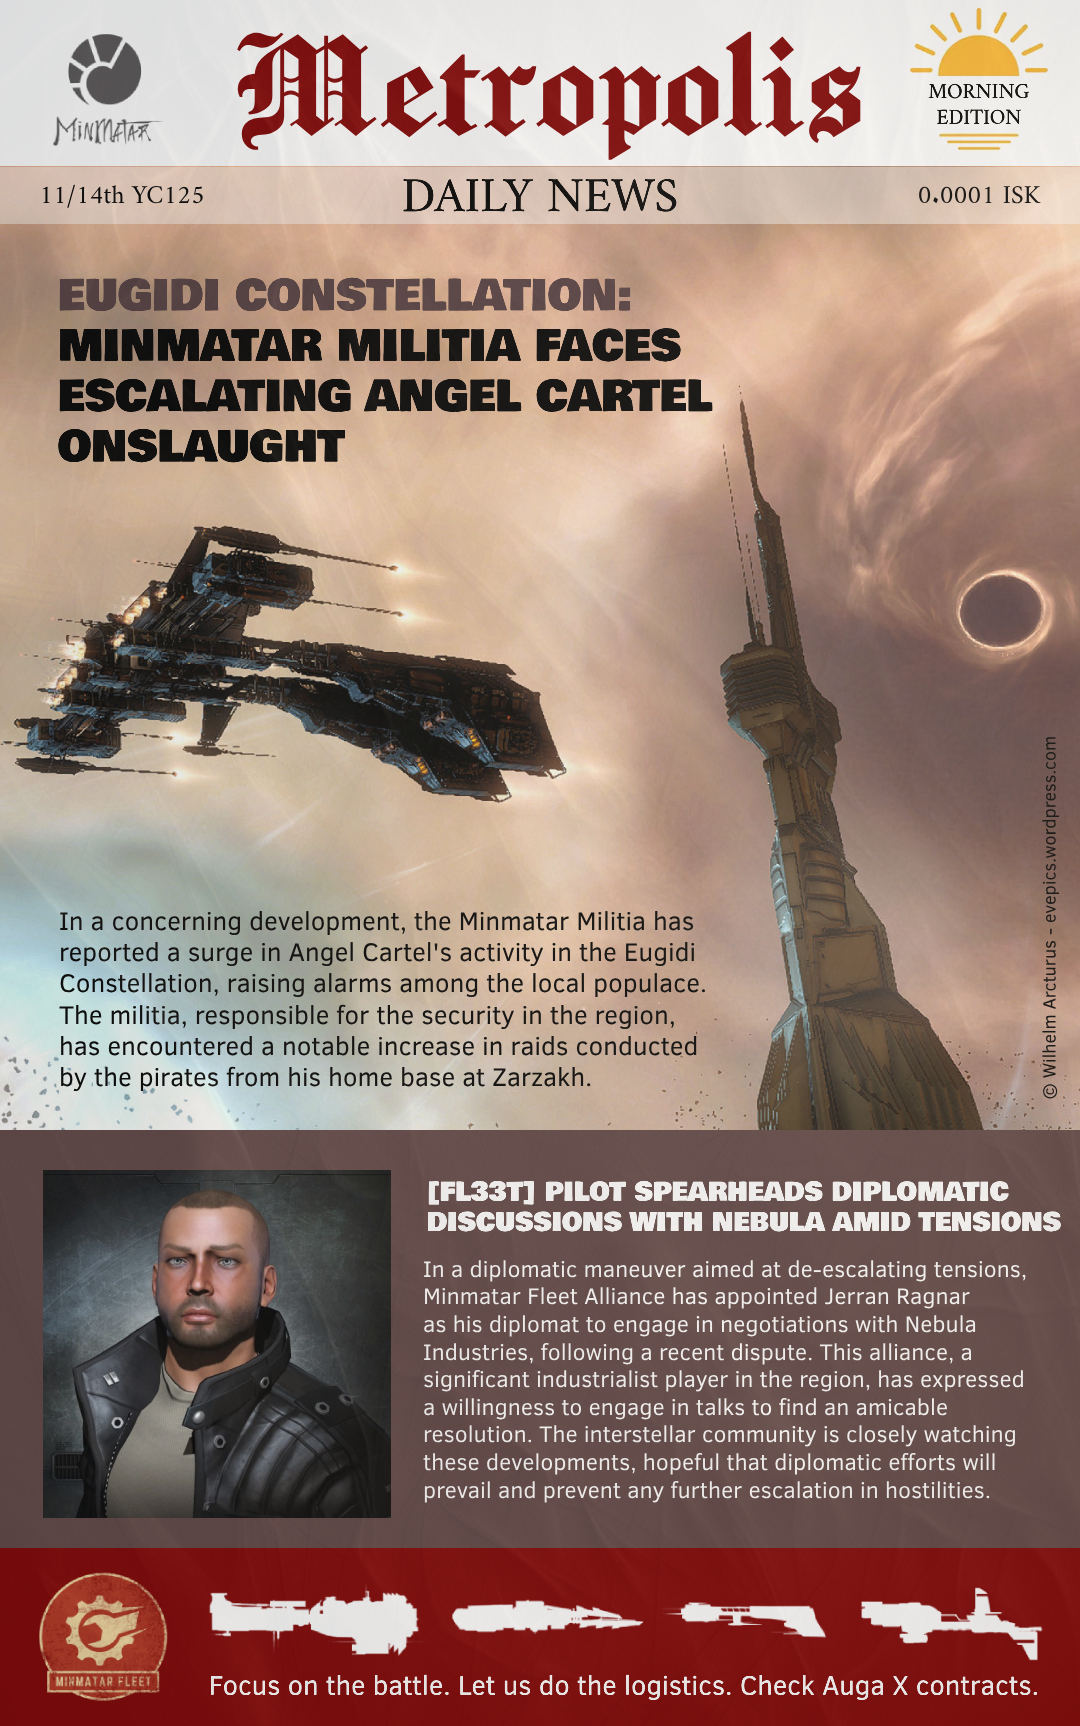 MINMATAR
Metropolis
MORNING
EDITION
11/14th YC125
DAILY NEWS
0.0001 ISK
EUGIDI CONSTELLATION:
MINMATAR MILITIA FACES
ESCALATING ANGEL CARTEL
ONSLAUGHT
In a concerning development, the Minmatar Militia has
reported a surge in Angel Cartel's activity in the Eugidi
Constellation, raising alarms among the local populace.
The militia, responsible for the security in the region,
has encountered a notable increase in raids conducted
by the pirates from his home base at Zarzakh.
© Wilhelm Arcturus - evepics.wordpress.com
[FL33T] PILOT SPEARHEADS DIPLOMATIC
DISCUSSIONS WITH NEBULA AMID TENSIONS
In a diplomatic maneuver aimed at de-escalating tensions,
Minmatar Fleet Alliance has appointed Jerran Ragnar
as his diplomat to engage in negotiations with Nebula
Industries, following a recent dispute. This alliance, a
significant industrialist player in the region, has expressed
a willingness to engage in talks to find an amicable
resolution. The interstellar community is closely watching
these developments, hopeful that diplomatic efforts will
prevail and prevent any further escalation in hostilities.
MINMATAR FLEET
Focus on the battle. Let us do the logistics. Check Auga X contracts.